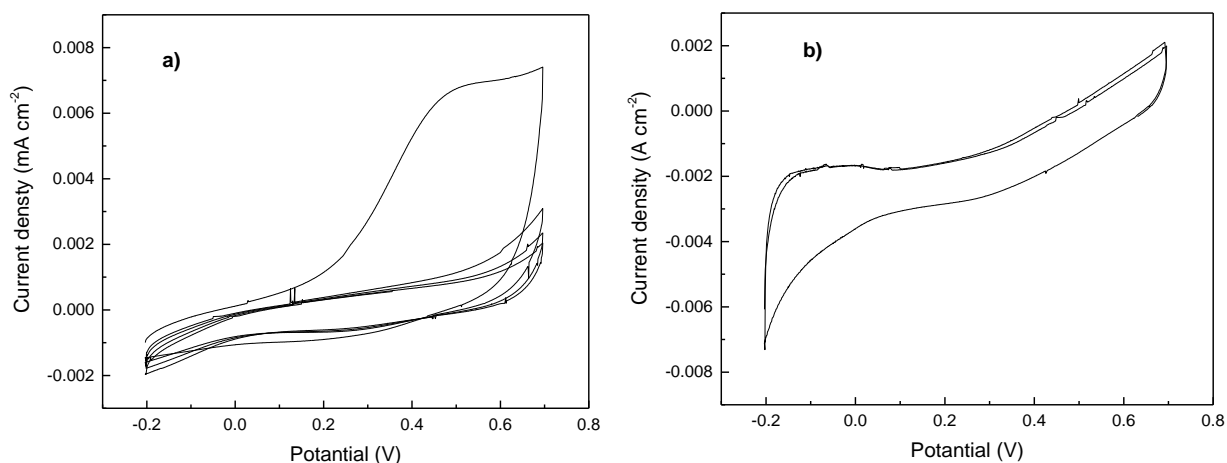 a)
0.008
0.006
0.004
0.002
0.000
-0.002
Current densty (mA cm-2)
-0.2 0.0 0.2 0.4 0.6 0.8
Potantial (V)
b)
0.002
0.000
-0.002
-0.004
-0.006
-0.008
Current density (A cm-2)
-0.2 0.0 0.2 0.4 0.6 0.8
Potential (V)